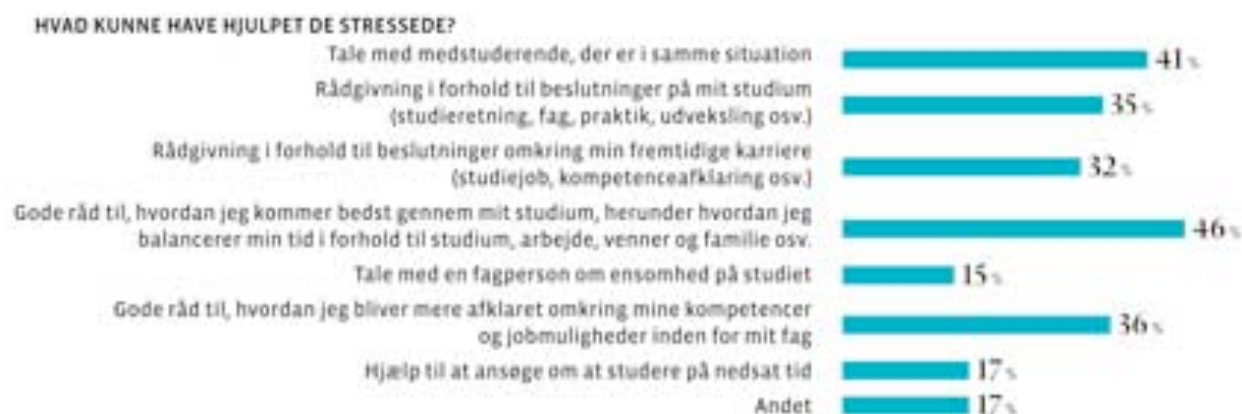 HVAD KUNNE HAVE HJULPET DE STRESSEDE?
Tale med medstuderende, der er i samme situation 41 %
Rådgivning i forhold til beslutninger på mit studium
(studieretning, fag, praktik, udveksling osv.) 35 %
Rådgivning i forhold til beslutninger omkring min fremtidige karriere
(studiejob, kompetenceafklaring osv.) 32 %
Gode råd til, hvordan jeg kommer bedst gennem mit studium, herunder hvordan jeg
balancerer min tid i forhold til studium, arbejde, venner og familie osv. 46 %
Tale med en fagperson om ensomhed på studiet 15 %
Gode råd til, hvordan jeg bliver mere afklaret omkring mine kompetencer
og jobmuligheder inden for mit fag 36 %
Hjælp til at ansøge om at studere på nedsat tid 17 %
Andet 17 %